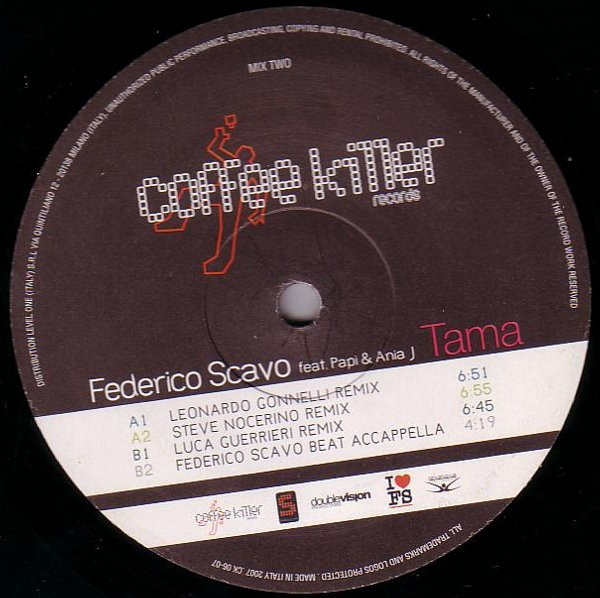 UNAUTHORIZED PUBLIC PERFORMANCE, BROADCASTING, COPYING AND RENTAL PROHIBITED. ALL RIGHTS OF THE MANUFACTURER AND OF THE OWNER OF THE RECORD WORK RESERVED
DISTRIBUTION LEVEL ONE (ITALY) S.R.L VIA QUINTILIANO 12 - 20138 MILANO (ITALY).
MIX TWO
coffee killer
records
Federico Scavo feat. Papi & Ania J Tama
A1 LEONARDO GONNELLI REMIX 6:51
A2 STEVE NOCERINO REMIX 6:55
B1 LUCA GUERRIERI REMIX 6:45
B2 FEDERICO SCAVO BEAT ACCAPPELLA 4:19
coffee killer
S
doublevision
I ♥
FS
ALL TRADEMARKS AND LOGOS PROTECTED. MADE IN ITALY 2007. CK 06-07